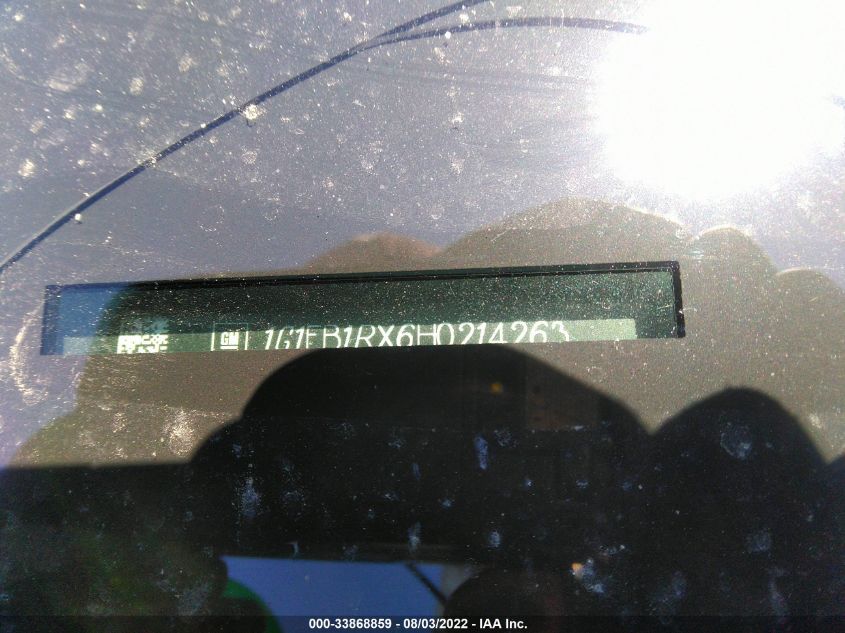 GM 1G1FB1RX6H0214263
000-33868859 - 08/03/2022 - IAA Inc.